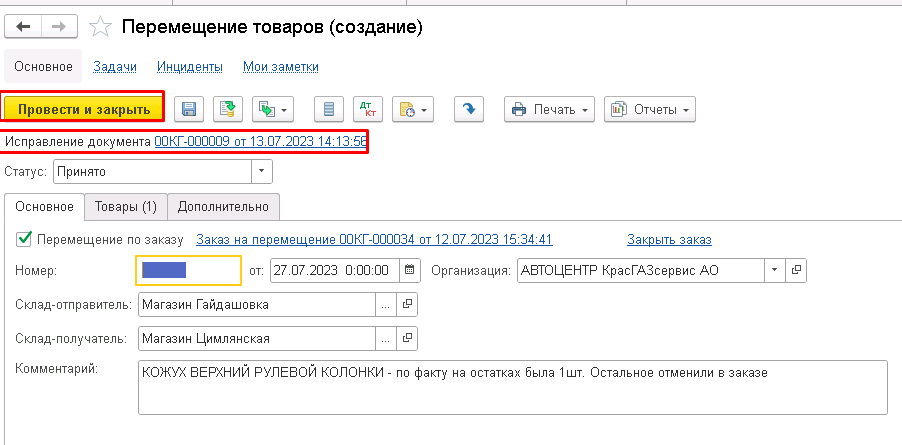 Перемещение товаров (создание)
Основное Задачи Инциденты Мои заметки
Провести и закрыть Дт Кт Печать Отчеты
Исправление документа 00КГ-000009 от 13.07.2023 14:13:56
Статус: Принято
Основное Товары (1) Дополнительно
Перемещение по заказу Заказ на перемещение 00КГ-000034 от 12.07.2023 15:34:41 Закрыть заказ
Номер: от: 27.07.2023 0:00:00 Организация: АВТОЦЕНТР КрасГАЗсервис АО
Склад-отправитель: Магазин Гайдашовка ...
Склад-получатель: Магазин Цимлянская ...
Комментарий: КОЖУХ ВЕРХНИЙ РУЛЕВОЙ КОЛОНКИ - по факту на остатках была 1шт. Остальное отменили в заказе